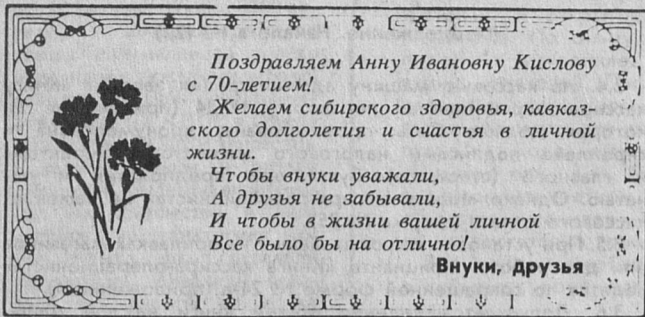 Поздравляем Анну Ивановну Кислову
с 70-летием!
Желаем сибирского здоровья, кавказ-
ского долголетия и счастья в личной
жизни.
Чтобы внуки уважали,
А друзья не забывали,
И чтобы в жизни вашей личной
Все было бы на отлично!
Внуки, друзья